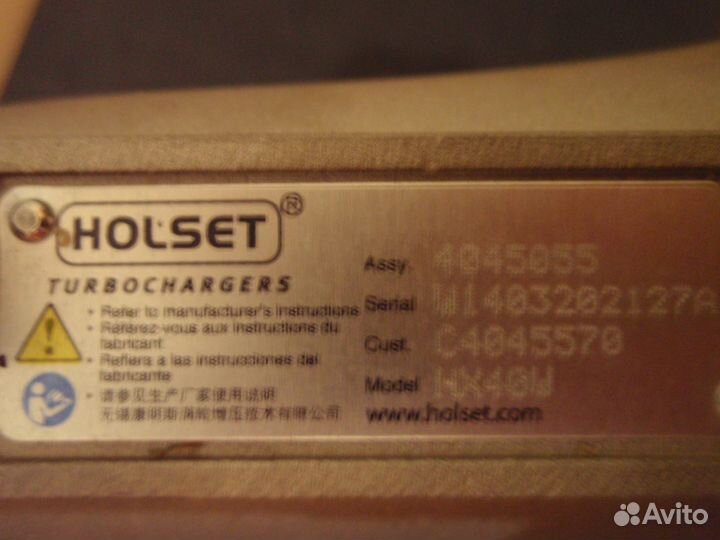 HOLSET ®
TURBOCHARGERS
• Refer to manufacturer's instructions
• Référez-vous aux instructions du
fabricant
• Refiera a las instrucciones del
fabricante
• 请参见生产厂家使用说明
无锡康明斯涡轮增压技术有限公司
Assy. 4045055
Serial W1403202127A
Cust. C4045570
Model HX40W
www.holset.com
Avito